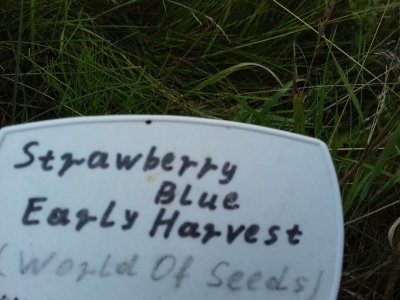 Strawberry
Blue
Early Harvest
(World Of Seeds)